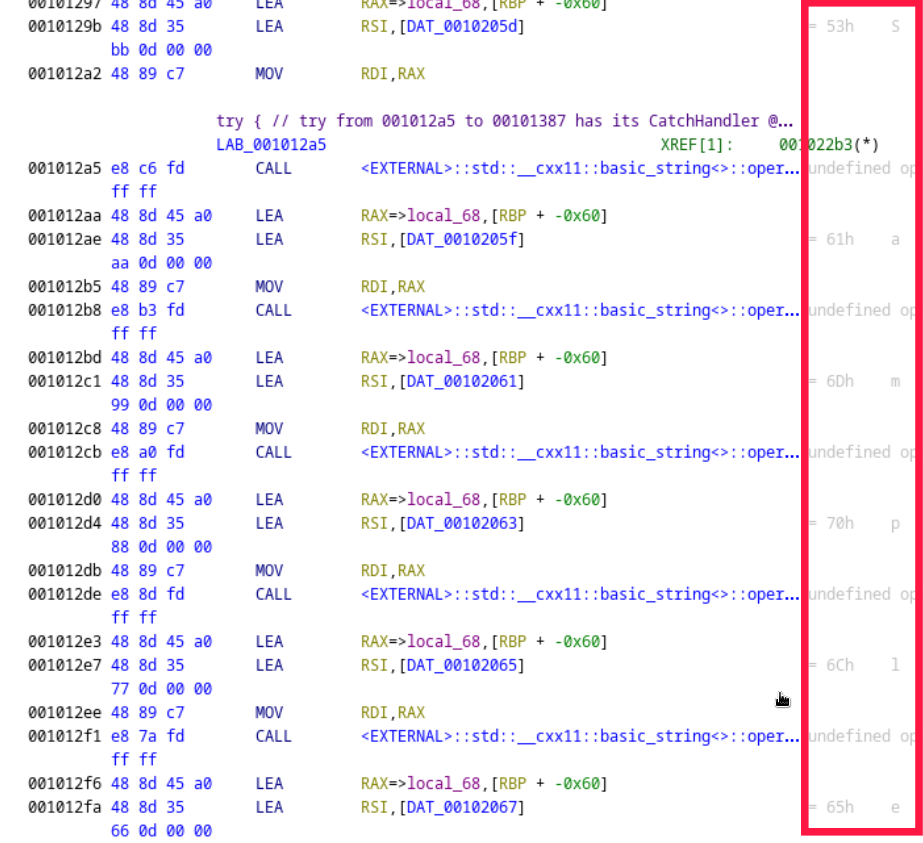 00101297 48 8d 45 a0 LEA RAX=>local_68,[RBP + -0x60]
0010129b 48 8d 35 LEA RSI,[DAT_0010205d] = 53h S
bb 0d 00 00
001012a2 48 89 c7 MOV RDI,RAX
try { // try from 001012a5 to 00101387 has its CatchHandler @...
LAB_001012a5 XREF[1]: 001022b3(*)
001012a5 e8 c6 fd CALL <EXTERNAL>::std::__cxx11::basic_string<>::oper... undefined op
ff ff
001012aa 48 8d 45 a0 LEA RAX=>local_68,[RBP + -0x60]
001012ae 48 8d 35 LEA RSI,[DAT_0010205f] = 61h a
aa 0d 00 00
001012b5 48 89 c7 MOV RDI,RAX
001012b8 e8 b3 fd CALL <EXTERNAL>::std::__cxx11::basic_string<>::oper... undefined op
ff ff
001012bd 48 8d 45 a0 LEA RAX=>local_68,[RBP + -0x60]
001012c1 48 8d 35 LEA RSI,[DAT_00102061] = 6Dh m
99 0d 00 00
001012c8 48 89 c7 MOV RDI,RAX
001012cb e8 a0 fd CALL <EXTERNAL>::std::__cxx11::basic_string<>::oper... undefined op
ff ff
001012d0 48 8d 45 a0 LEA RAX=>local_68,[RBP + -0x60]
001012d4 48 8d 35 LEA RSI,[DAT_00102063] = 70h p
88 0d 00 00
001012db 48 89 c7 MOV RDI,RAX
001012de e8 8d fd CALL <EXTERNAL>::std::__cxx11::basic_string<>::oper... undefined op
ff ff
001012e3 48 8d 45 a0 LEA RAX=>local_68,[RBP + -0x60]
001012e7 48 8d 35 LEA RSI,[DAT_00102065] = 6Ch l
77 0d 00 00
001012ee 48 89 c7 MOV RDI,RAX
001012f1 e8 7a fd CALL <EXTERNAL>::std::__cxx11::basic_string<>::oper... undefined op
ff ff
001012f6 48 8d 45 a0 LEA RAX=>local_68,[RBP + -0x60]
001012fa 48 8d 35 LEA RSI,[DAT_00102067] = 65h e
66 0d 00 00